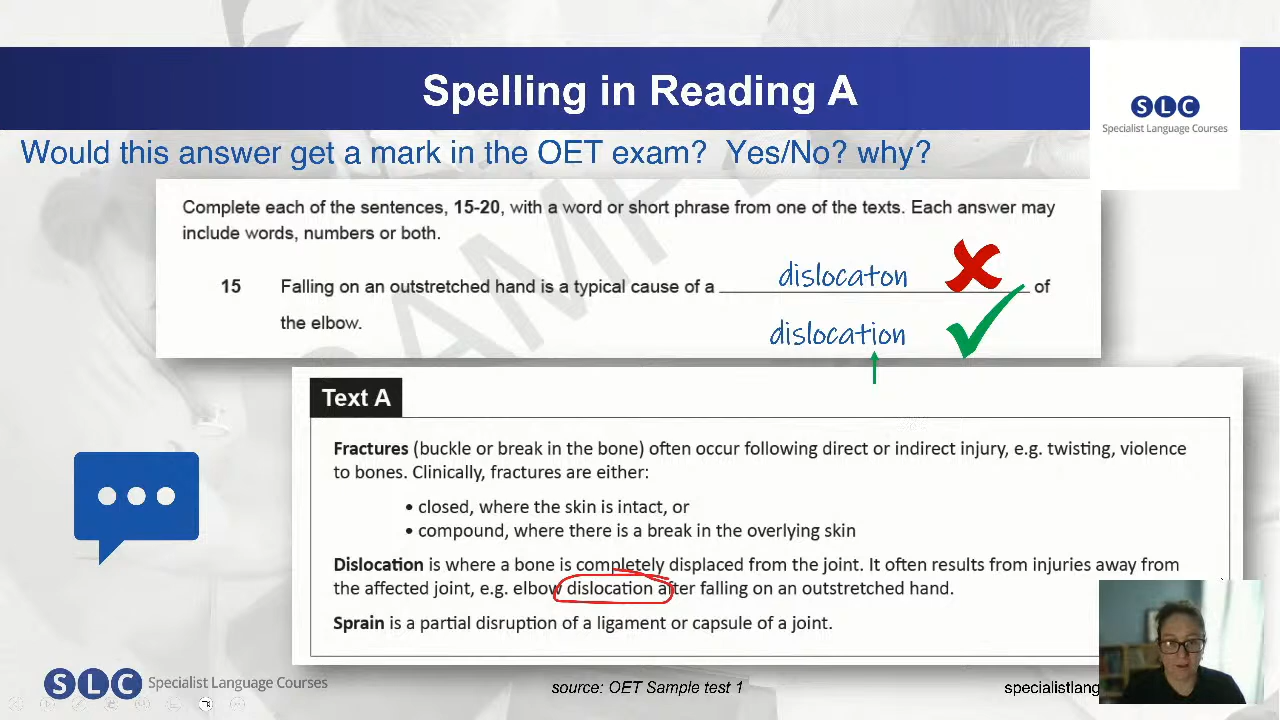 Spelling in Reading A
SLC
Specialist Language Courses
Would this answer get a mark in the OET exam? Yes/No? why?
SAMPLE
Complete each of the sentences, 15-20, with a word or short phrase from one of the texts. Each answer may
include words, numbers or both.
dislocaton
15 Falling on an outstretched hand is a typical cause of a ______ of
the elbow.
dislocation
Text A
Fractures (buckle or break in the bone) often occur following direct or indirect injury, e.g. twisting, violence
to bones. Clinically, fractures are either:
• closed, where the skin is intact, or
• compound, where there is a break in the overlying skin
Dislocation is where a bone is completely displaced from the joint. It often results from injuries away from
the affected joint, e.g. elbow dislocation after falling on an outstretched hand.
Sprain is a partial disruption of a ligament or capsule of a joint.
SLC Specialist Language Courses
source: OET Sample test 1
specialistlang